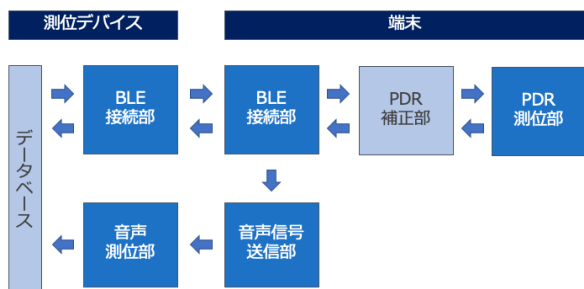 測位デバイス
端末
データベース
BLE
接続部
BLE
接続部
PDR
補正部
PDR
測位部
音声
測位部
音声信号
送信部